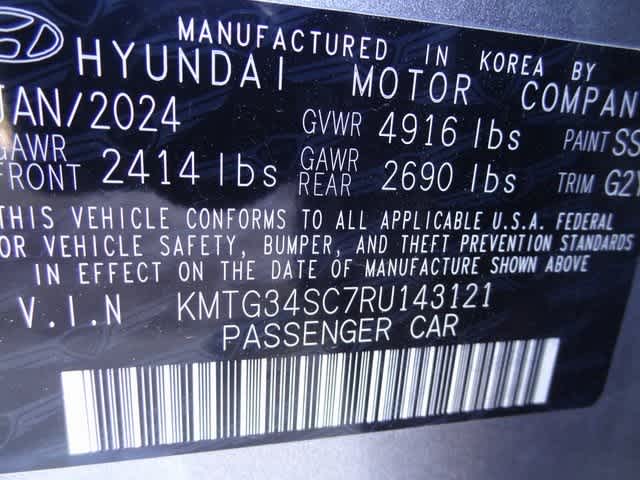 MANUFACTURED IN KOREA BY
HYUNDAI MOTOR COMPAN
JAN/2024 GVWR 4916 lbs PAINT SS
GAWR FRONT 2414 lbs GAWR REAR 2690 lbs TRIM G2Y
THIS VEHICLE CONFORMS TO ALL APPLICABLE U.S.A. FEDERAL
OR VEHICLE SAFETY, BUMPER, AND THEFT PREVENTION STANDARDS
IN EFFECT ON THE DATE OF MANUFACTURE SHOWN ABOVE
V.I.N KMTG34SC7RU143121
PASSENGER CAR